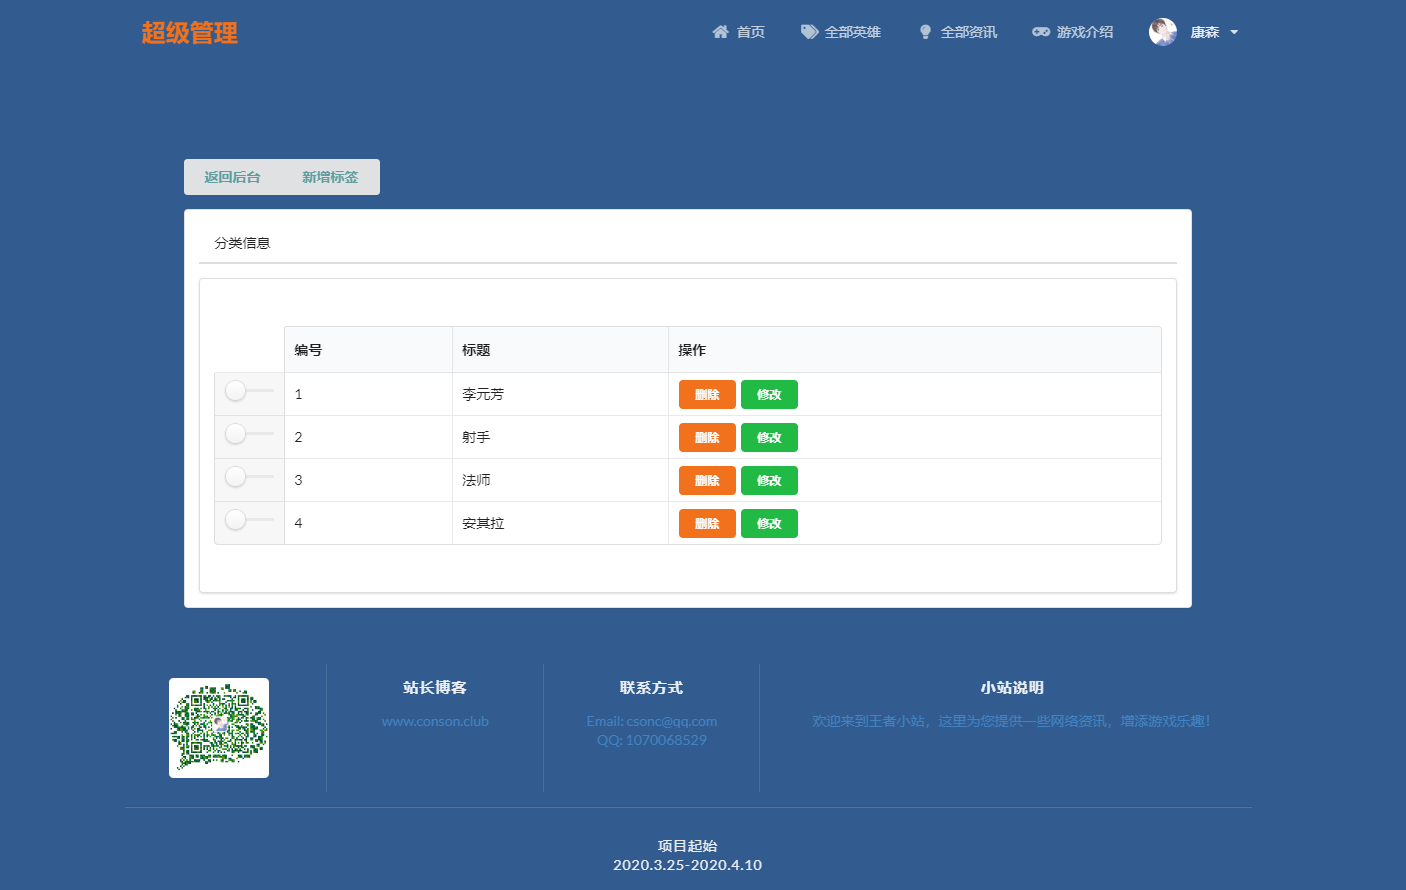 超级管理
首页 全部英雄 全部资讯 游戏介绍 康森
返回后台 新增标签
分类信息
编号 标题 操作
1 李元芳 删除 修改
2 射手 删除 修改
3 法师 删除 修改
4 安其拉 删除 修改
站长博客
www.conson.club
联系方式
Email: csonc@qq.com
QQ: 1070068529
小站说明
欢迎来到王者小站，这里为您提供一些网络资讯，增添游戏乐趣！
项目起始
2020.3.25-2020.4.10